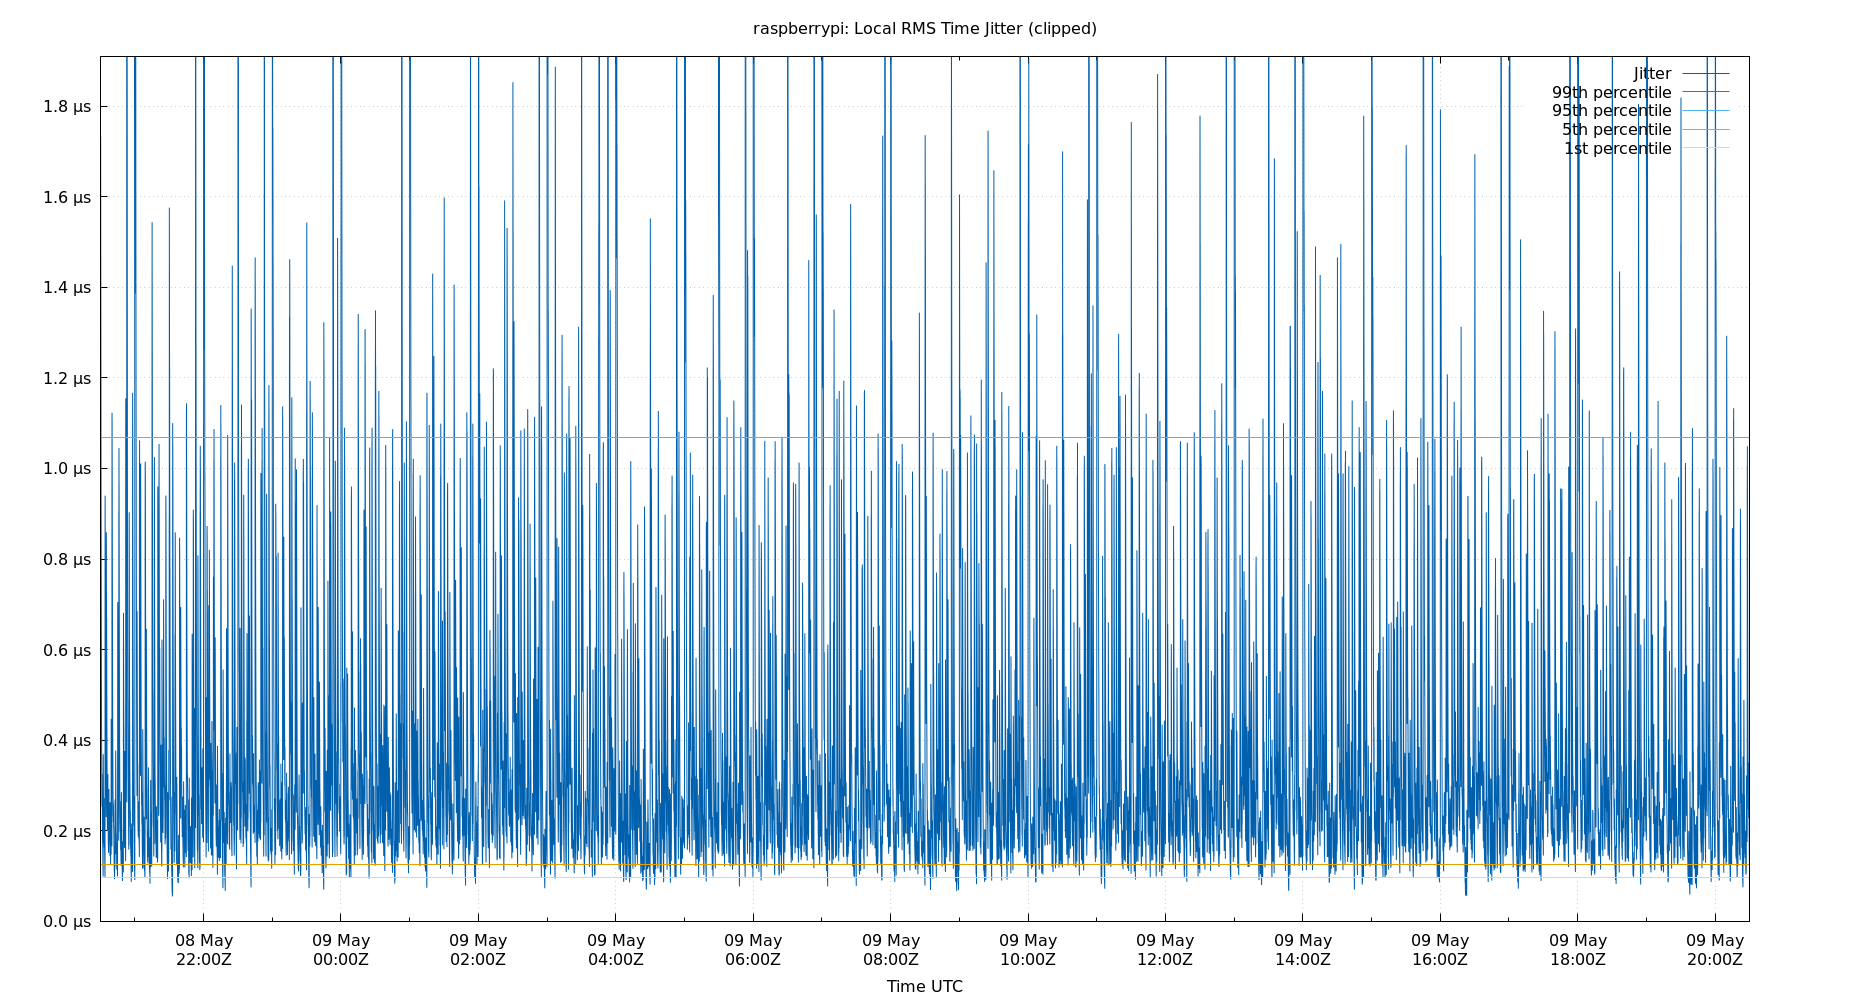 raspberrypi: Local RMS Time Jitter (clipped)
Jitter
99th percentile
95th percentile
5th percentile
1st percentile
1.8 µs
1.6 µs
1.4 µs
1.2 µs
1.0 µs
0.8 µs
0.6 µs
0.4 µs
0.2 µs
0.0 µs
08 May 09 May 09 May 09 May 09 May 09 May 09 May 09 May 09 May 09 May 09 May 09 May
22:00Z 00:00Z 02:00Z 04:00Z 06:00Z 08:00Z 10:00Z 12:00Z 14:00Z 16:00Z 18:00Z 20:00Z
Time UTC